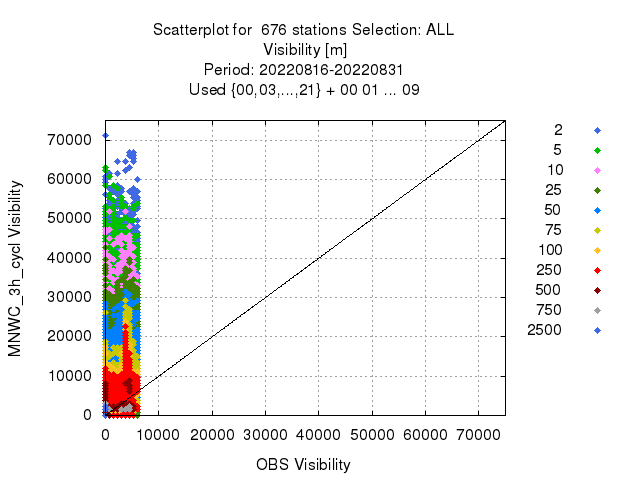 Scatterplot for  676 stations Selection: ALL
Visibility [m]
Period: 20220816-20220831
Used {00,03,...,21} + 00 01 ... 09
MNWC_3h_cycl Visibility
70000
60000
50000
40000
30000
20000
10000
0
0 10000 20000 30000 40000 50000 60000 70000
OBS Visibility
2
5
10
25
50
75
100
250
500
750
2500